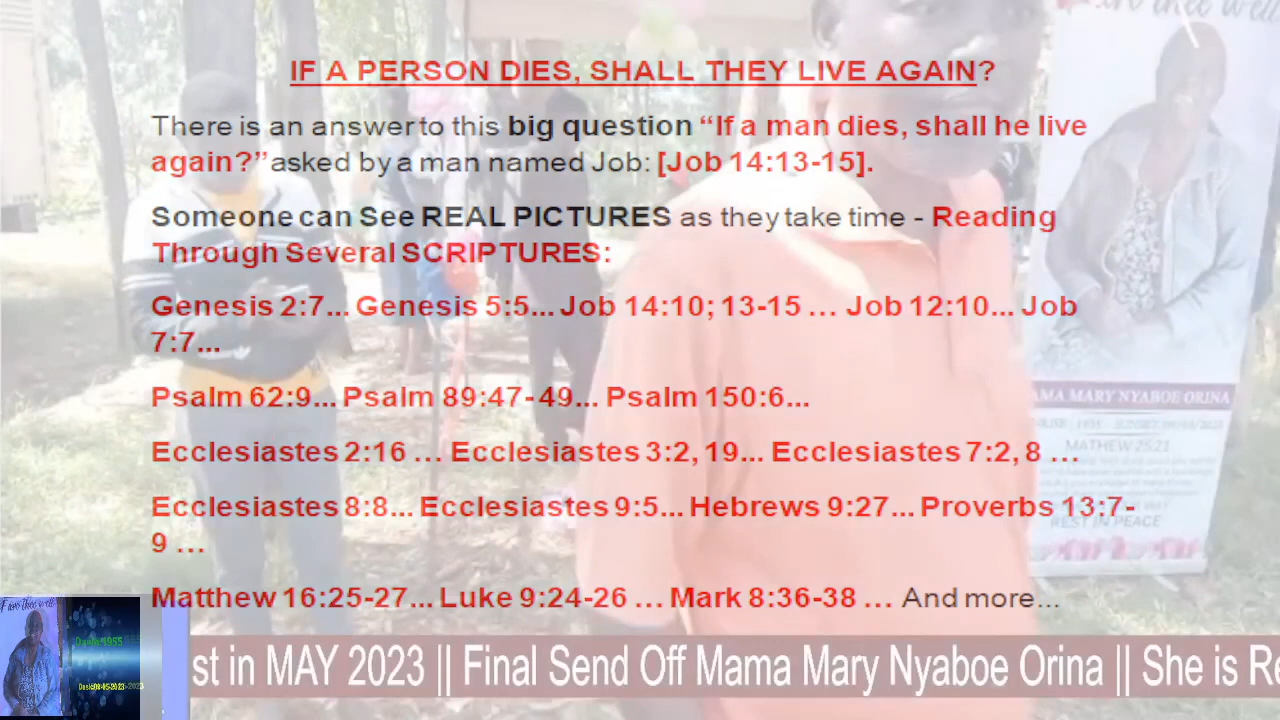 IF A PERSON DIES, SHALL THEY LIVE AGAIN?
There is an answer to this big question “If a man dies, shall he live
again?” asked by a man named Job: [Job 14:13-15].
Someone can See REAL PICTURES as they take time - Reading
Through Several SCRIPTURES:
Genesis 2:7... Genesis 5:5... Job 14:10; 13-15 ... Job 12:10... Job
7:7...
Psalm 62:9... Psalm 89:47-49... Psalm 150:6...
Ecclesiastes 2:16 ... Ecclesiastes 3:2, 19... Ecclesiastes 7:2, 8 ...
Ecclesiastes 8:8... Ecclesiastes 9:5... Hebrews 9:27... Proverbs 13:7-
9 ...
Matthew 16:25-27... Luke 9:24-26 ... Mark 8:36-38 ... And more...
thee well
AMA MARY NYABOE ORINA
MATHEW 25:21
REST IN PEACE
thee well
st in MAY 2023 || Final Send Off Mama Mary Nyaboe Orina || She is Re